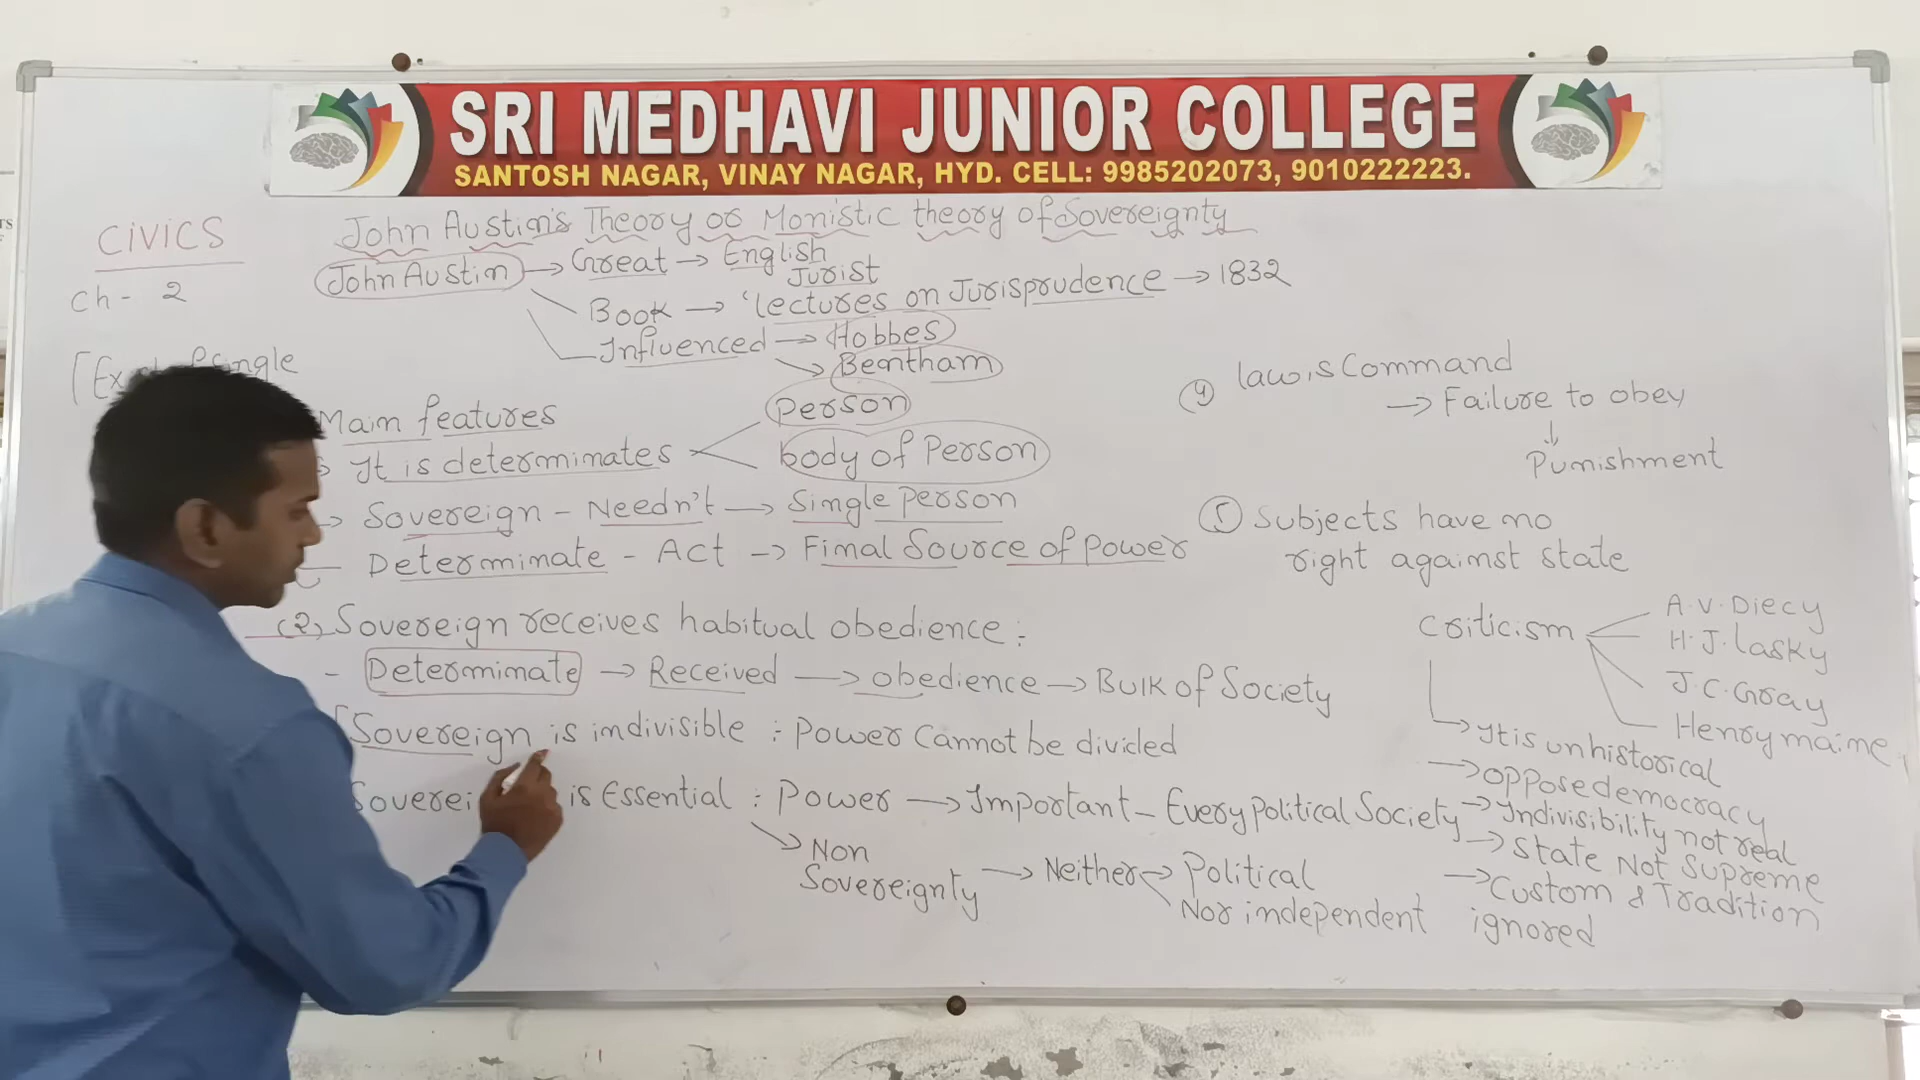 SRI MEDHAVI JUNIOR COLLEGE
SANTOSH NAGAR, VINAY NAGAR, HYD. CELL: 9985202073, 9010222223.
CIVICS
Ch - 2
John Austin's Theory or Monistic theory of Sovereignty
John Austin → Great → English Jurist
Book → 'lectures on Jurisprudence → 1832
Influenced → Hobbes
→ Bentham
Single
Main features
→ It is determinates
Person
body of Person
→ Sovereign - Needn't → Single person
Determinate - Act → Final Source of power
(2) Sovereign receives habitual obedience :
- Determinate → Received → obedience → Bulk of Society
Sovereign is indivisible : Power Cannot be divided
is Essential : Power → Important - Every political Society
→ Non Sovereignty → Neither → Political
Nor independent
(4) law is Command
→ Failure to obey
↓
Punishment
(5) Subjects have no
right against state
Criticism
A.V. Diecy
H.J. lasky
J.C. Gray
Henry maine
→ It is unhistorical
→ oppose democracy
→ Indivisibility not real
→ State Not Supreme
→ Custom & Tradition
ignored